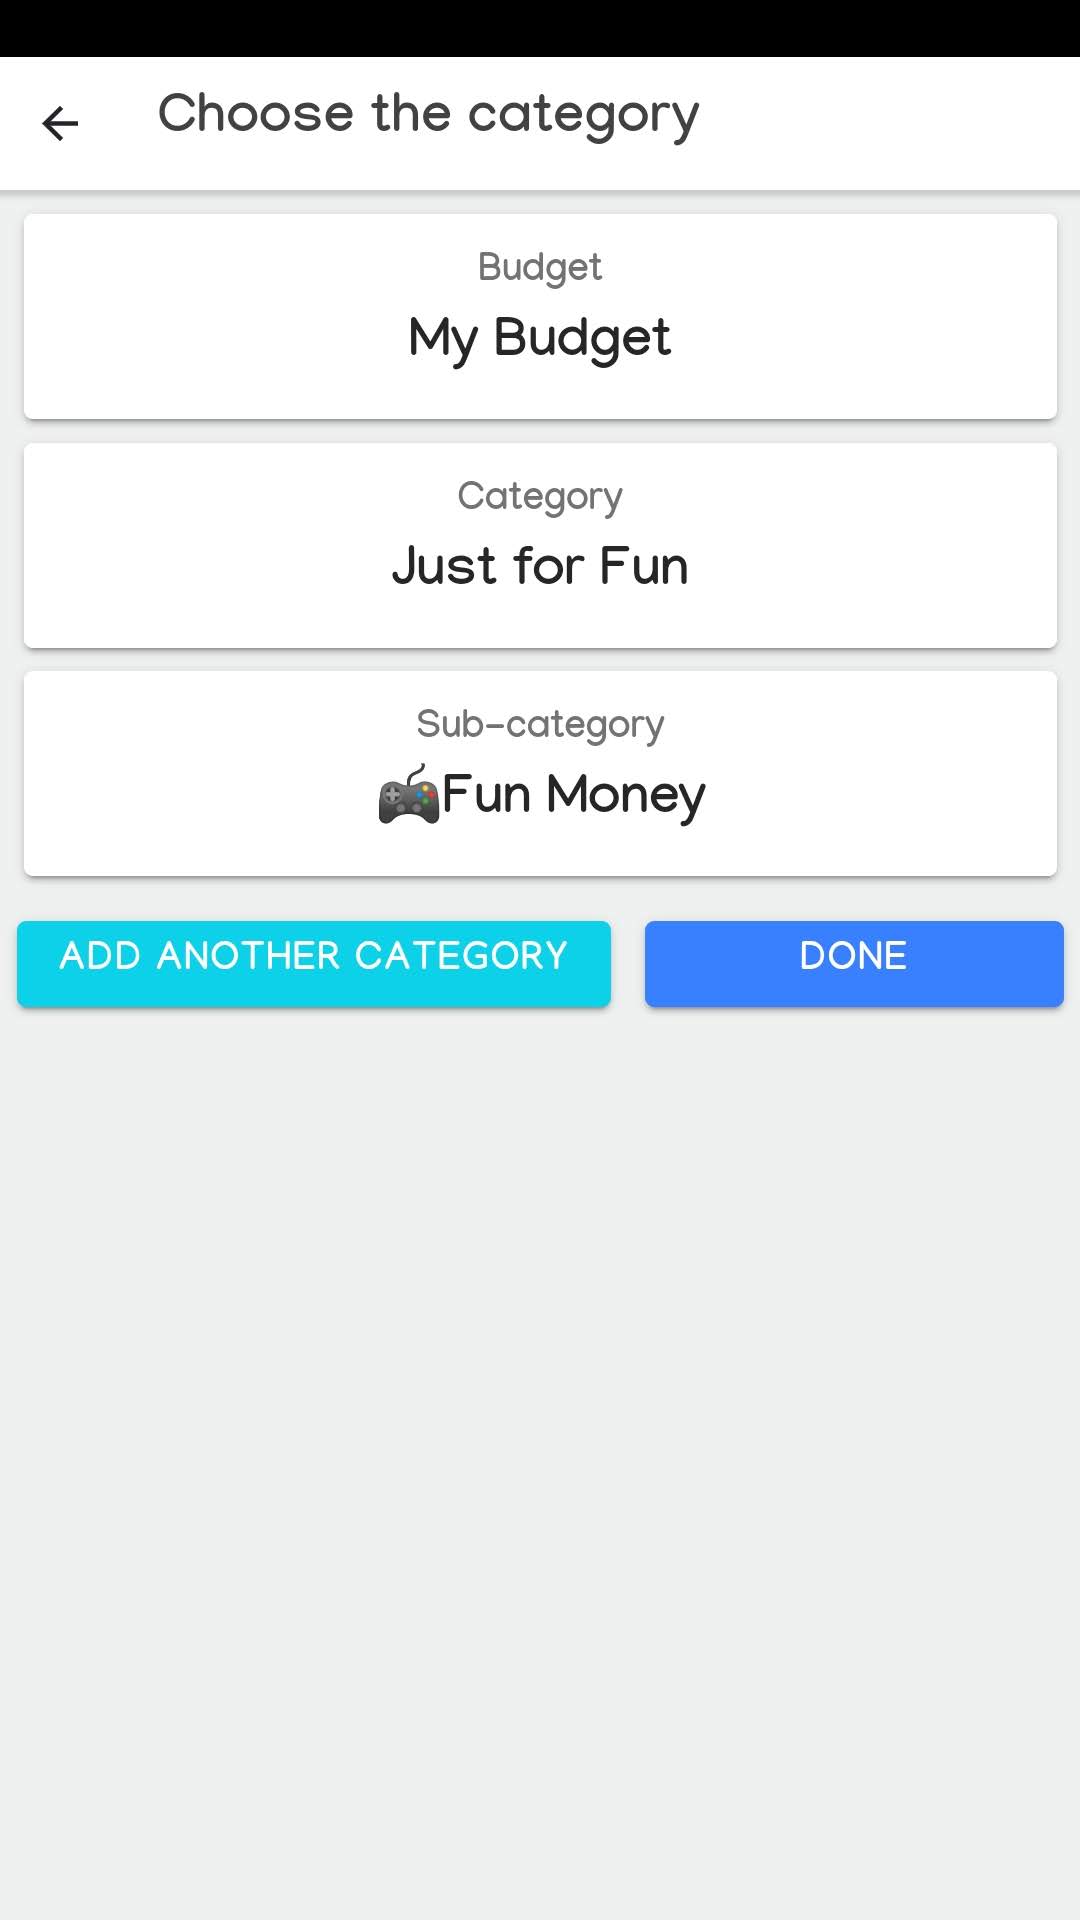 Choose the category
Budget
My Budget
Category
Just for Fun
Sub-category
🎮Fun Money
ADD ANOTHER CATEGORY
DONE